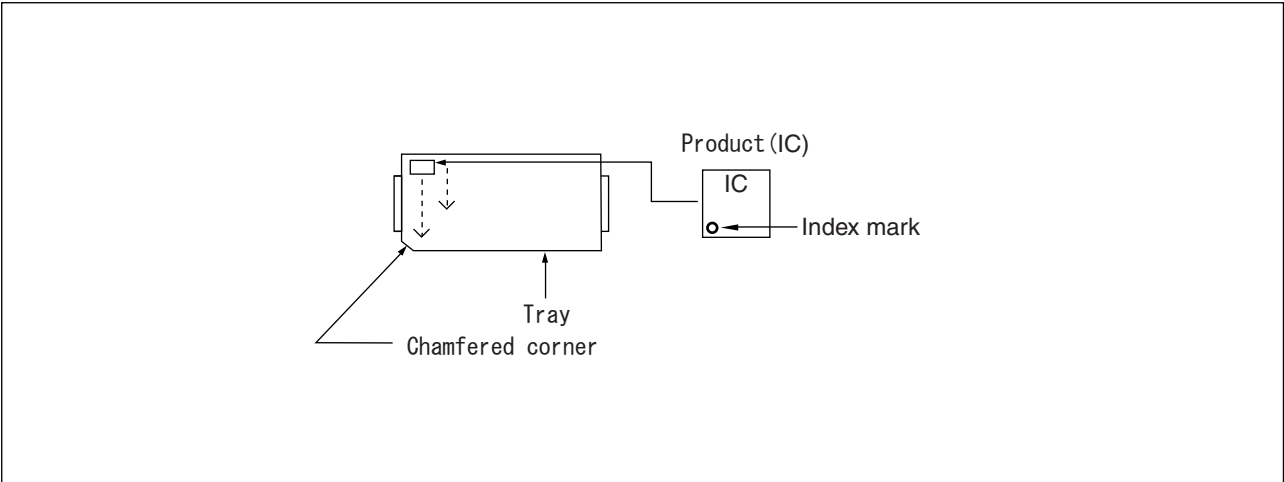 Product(IC)
IC
Index mark
Tray
Chamfered corner